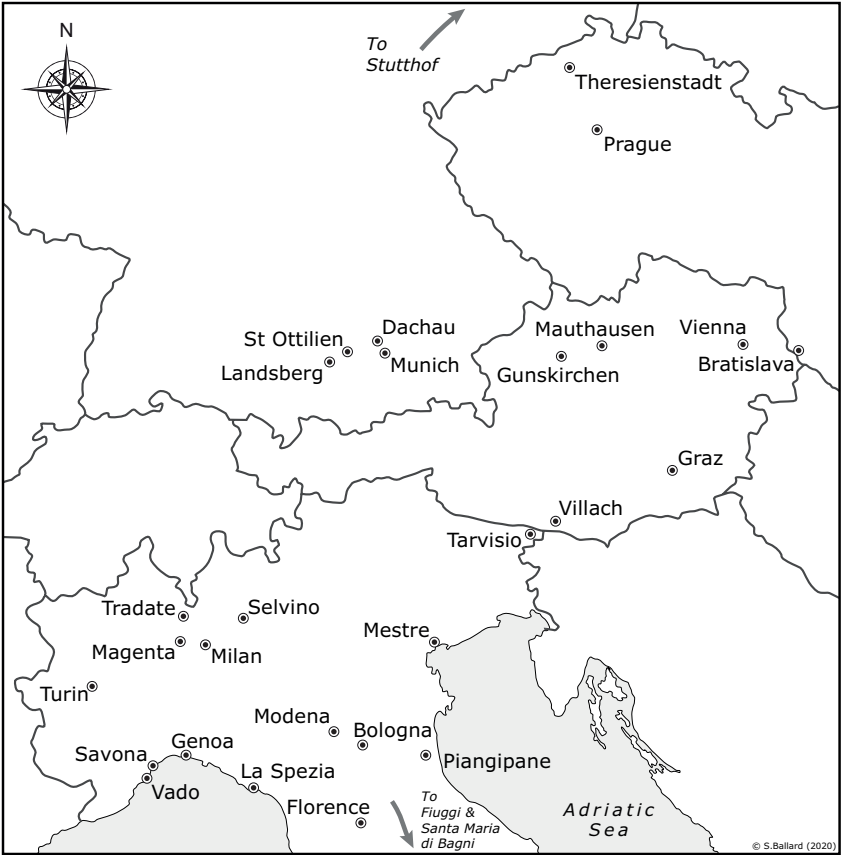 N
To
Stutthof
Theresienstadt
Prague
Dachau
St Ottilien
Munich
Landsberg
Mauthausen
Vienna
Gunskirchen
Bratislava
Graz
Villach
Tarvisio
Tradate
Selvino
Mestre
Magenta
Milan
Turin
Modena
Bologna
Genoa
Savona
Piangipane
La Spezia
Vado
Florence
To
Fiuggi &
Santa Maria
di Bagni
Adriatic
Sea
© S.Ballard (2020)